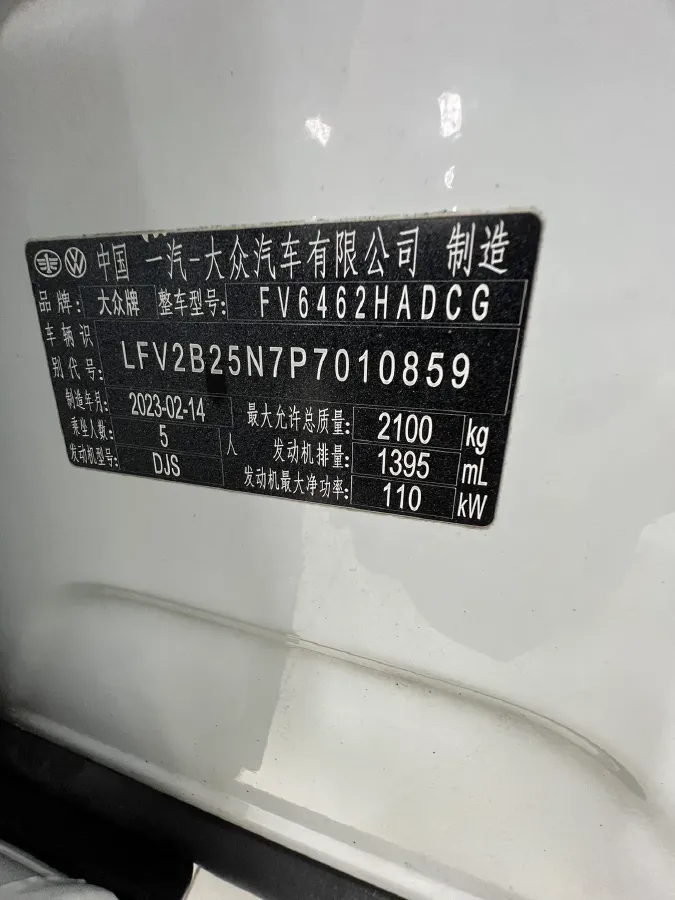 中国 一汽-大众汽车有限公司 制造
品牌: 大众牌 整车型号: FV6462HADCG
车辆识别代号: LFV2B25N7P7010859
制造年月: 2023-02-14 最大允许总质量: 2100 kg
乘坐人数: 5 人 发动机排量: 1395 mL
发动机型号: DJS 发动机最大净功率: 110 kW